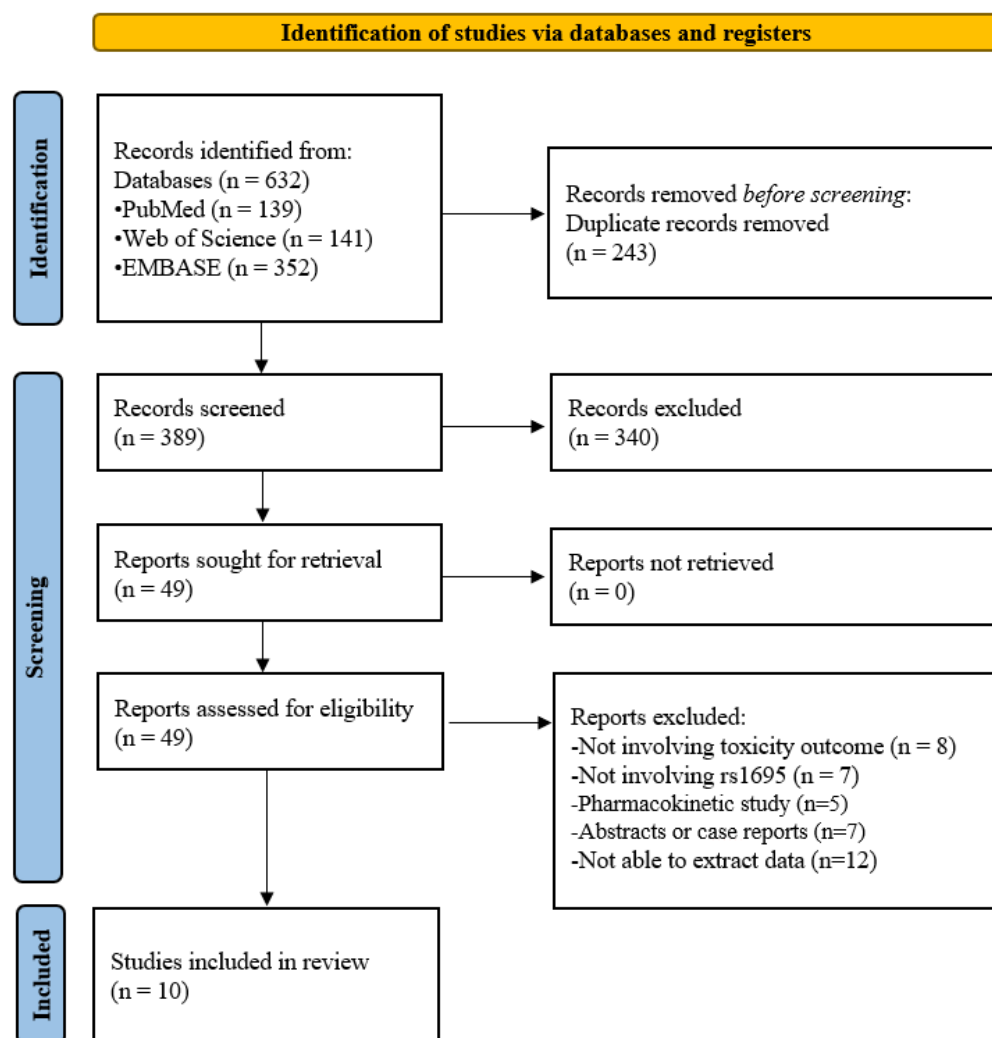 Identification of studies via databases and registers
Identification
Records identified from:
Databases (n = 632)
•PubMed (n = 139)
•Web of Science (n = 141)
•EMBASE (n = 352)
Records removed before screening:
Duplicate records removed
(n = 243)
Screening
Records screened
(n = 389)
Records excluded
(n = 340)
Reports sought for retrieval
(n = 49)
Reports not retrieved
(n = 0)
Reports assessed for eligibility
(n = 49)
Reports excluded:
-Not involving toxicity outcome (n = 8)
-Not involving rs1695 (n = 7)
-Pharmacokinetic study (n=5)
-Abstracts or case reports (n=7)
-Not able to extract data (n=12)
Included
Studies included in review
(n = 10)